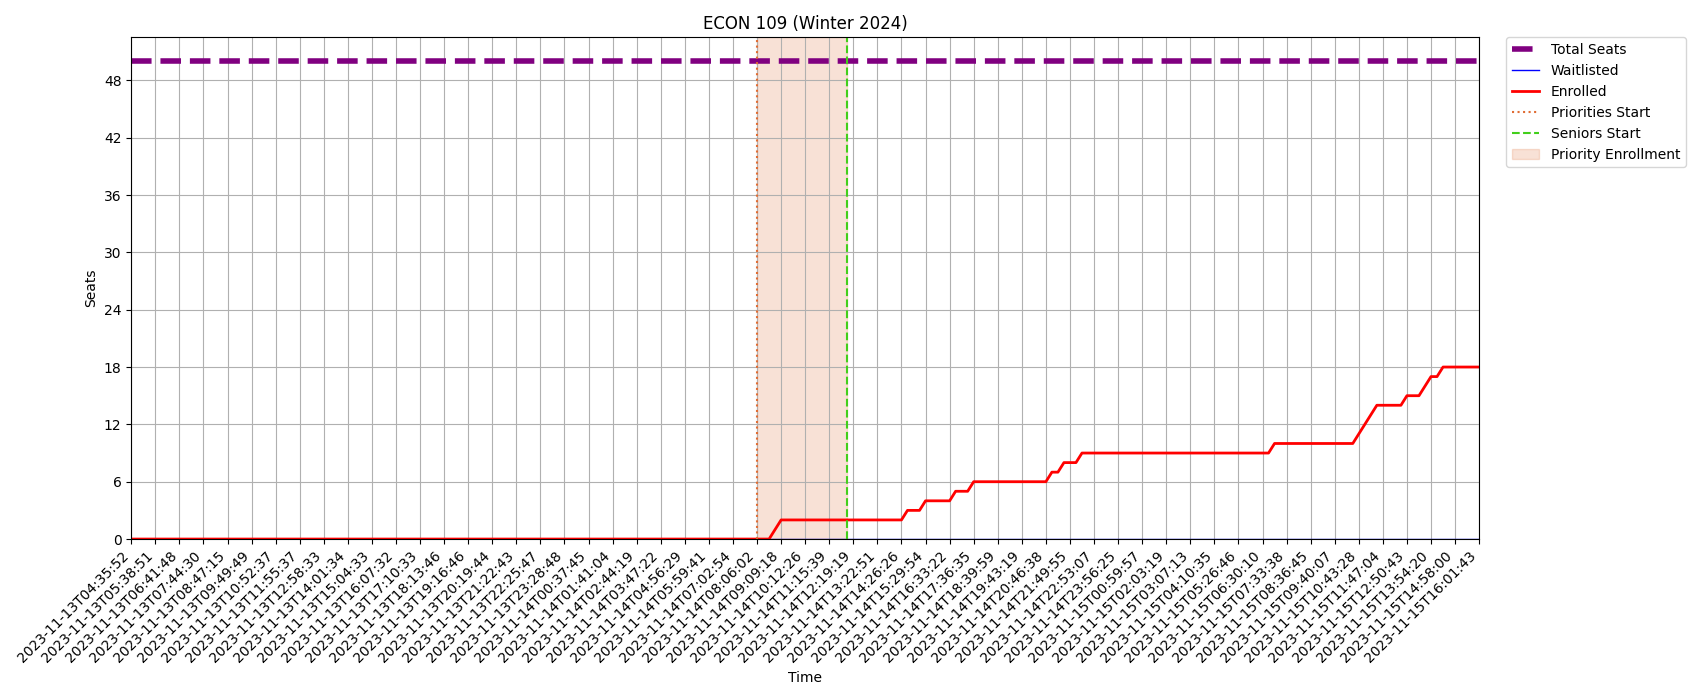 ECON 109 (Winter 2024)
Total Seats
Waitlisted
Enrolled
Priorities Start
Seniors Start
Priority Enrollment
Seats
48
42
36
30
24
18
12
6
0
2023-11-13T04:35:52
2023-11-13T05:38:51
2023-11-13T06:41:48
2023-11-13T07:44:30
2023-11-13T08:47:15
2023-11-13T09:49:49
2023-11-13T10:52:37
2023-11-13T11:55:37
2023-11-13T12:58:33
2023-11-13T14:01:34
2023-11-13T15:04:33
2023-11-13T16:07:32
2023-11-13T17:10:33
2023-11-13T18:13:46
2023-11-13T19:16:46
2023-11-13T20:19:44
2023-11-13T21:22:43
2023-11-13T22:25:47
2023-11-13T23:28:48
2023-11-14T00:37:45
2023-11-14T01:41:04
2023-11-14T02:44:19
2023-11-14T03:47:22
2023-11-14T04:56:29
2023-11-14T05:59:41
2023-11-14T07:02:54
2023-11-14T08:06:02
2023-11-14T09:09:18
2023-11-14T10:12:26
2023-11-14T11:15:39
2023-11-14T12:19:19
2023-11-14T13:22:51
2023-11-14T14:26:26
2023-11-14T15:29:54
2023-11-14T16:33:22
2023-11-14T17:36:35
2023-11-14T18:39:59
2023-11-14T19:43:19
2023-11-14T20:46:38
2023-11-14T21:49:55
2023-11-14T22:53:07
2023-11-14T23:56:25
2023-11-15T00:59:57
2023-11-15T02:03:19
2023-11-15T03:07:13
2023-11-15T04:10:35
2023-11-15T05:26:46
2023-11-15T06:30:10
2023-11-15T07:33:38
2023-11-15T08:36:45
2023-11-15T09:40:07
2023-11-15T10:43:28
2023-11-15T11:47:04
2023-11-15T12:50:43
2023-11-15T13:54:20
2023-11-15T14:58:00
2023-11-15T16:01:43
Time